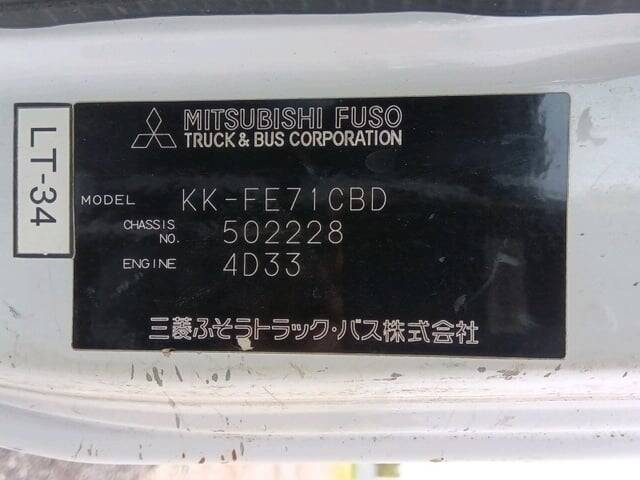 MITSUBISHI FUSO
TRUCK & BUS CORPORATION
MODEL KK-FE71CBD
CHASSIS NO. 502228
ENGINE 4D33
三菱ふそうトラック・バス株式会社
LT-34